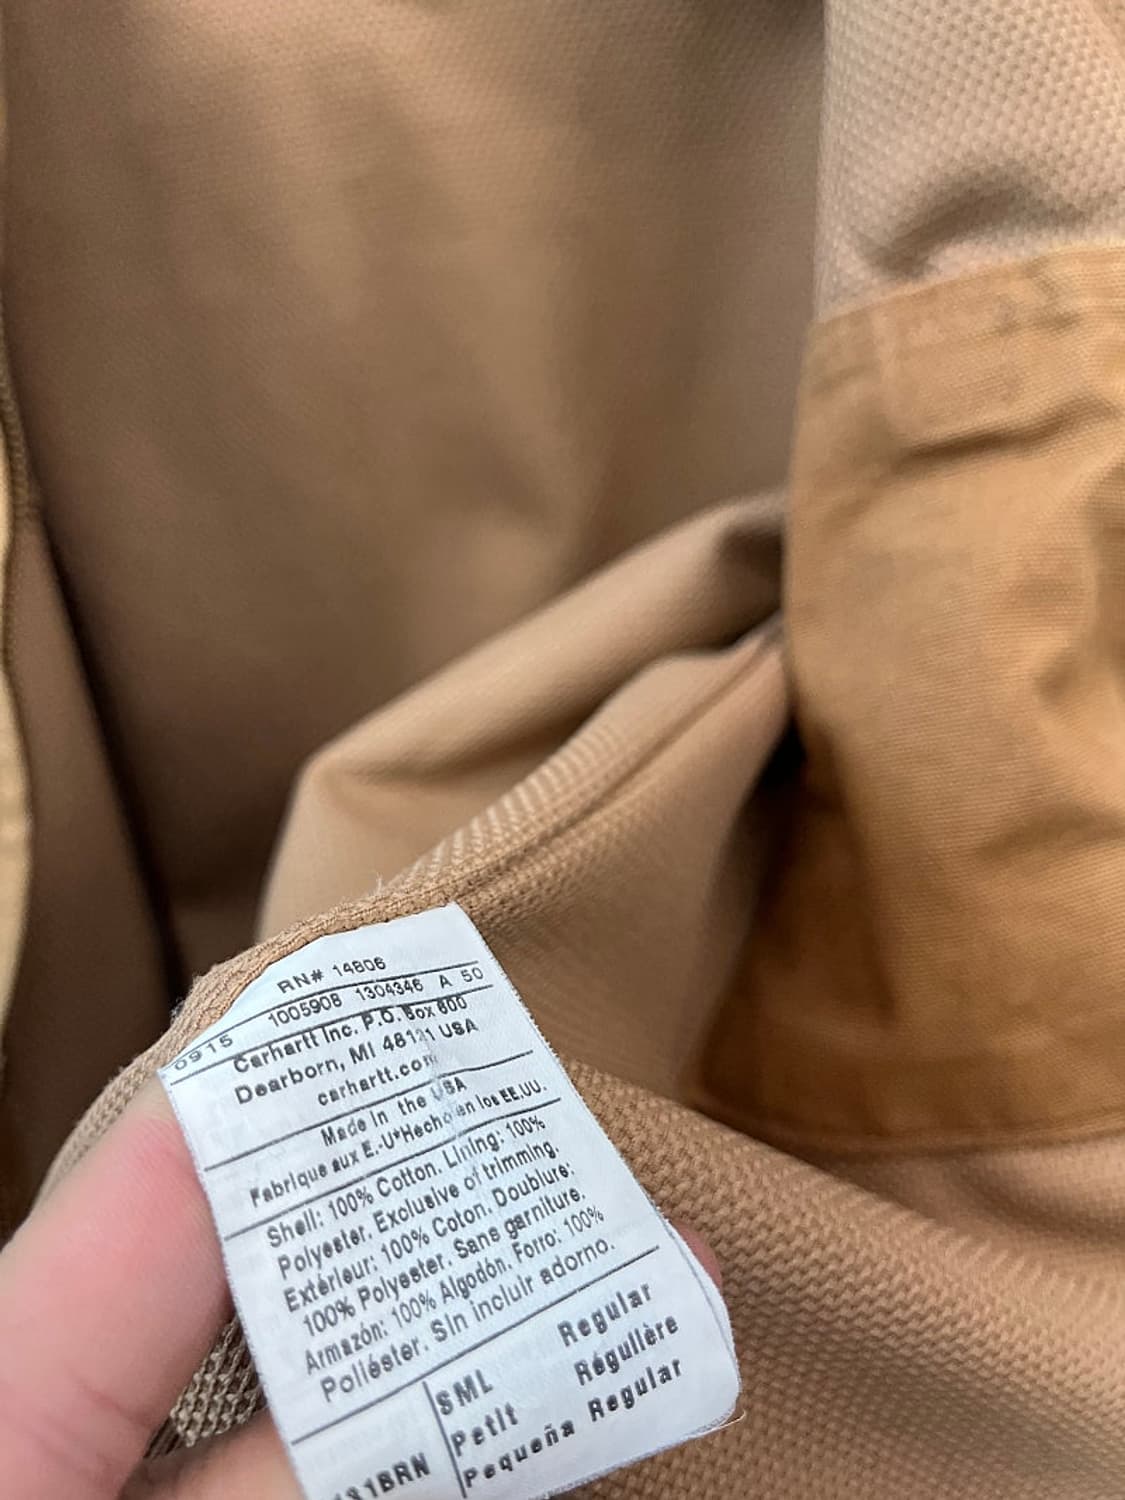 RN# 14806
0915 1005908 1304346 A 50
Carhartt Inc. P.O. Box 600
Dearborn, MI 48121 USA
carhartt.com
Made in the USA
Fabrique aux E.-U*Hecho en los EE.UU.
Shell: 100% Cotton. Lining: 100%
Polyester. Exclusive of trimming.
Extérieur: 100% Coton. Doublure:
100% Polyester. Sans garniture.
Armazón: 100% Algodón. Forro: 100%
Poliéster. Sin incluir adorno.
SML Regular
Petit Régulière
Pequeña Regular